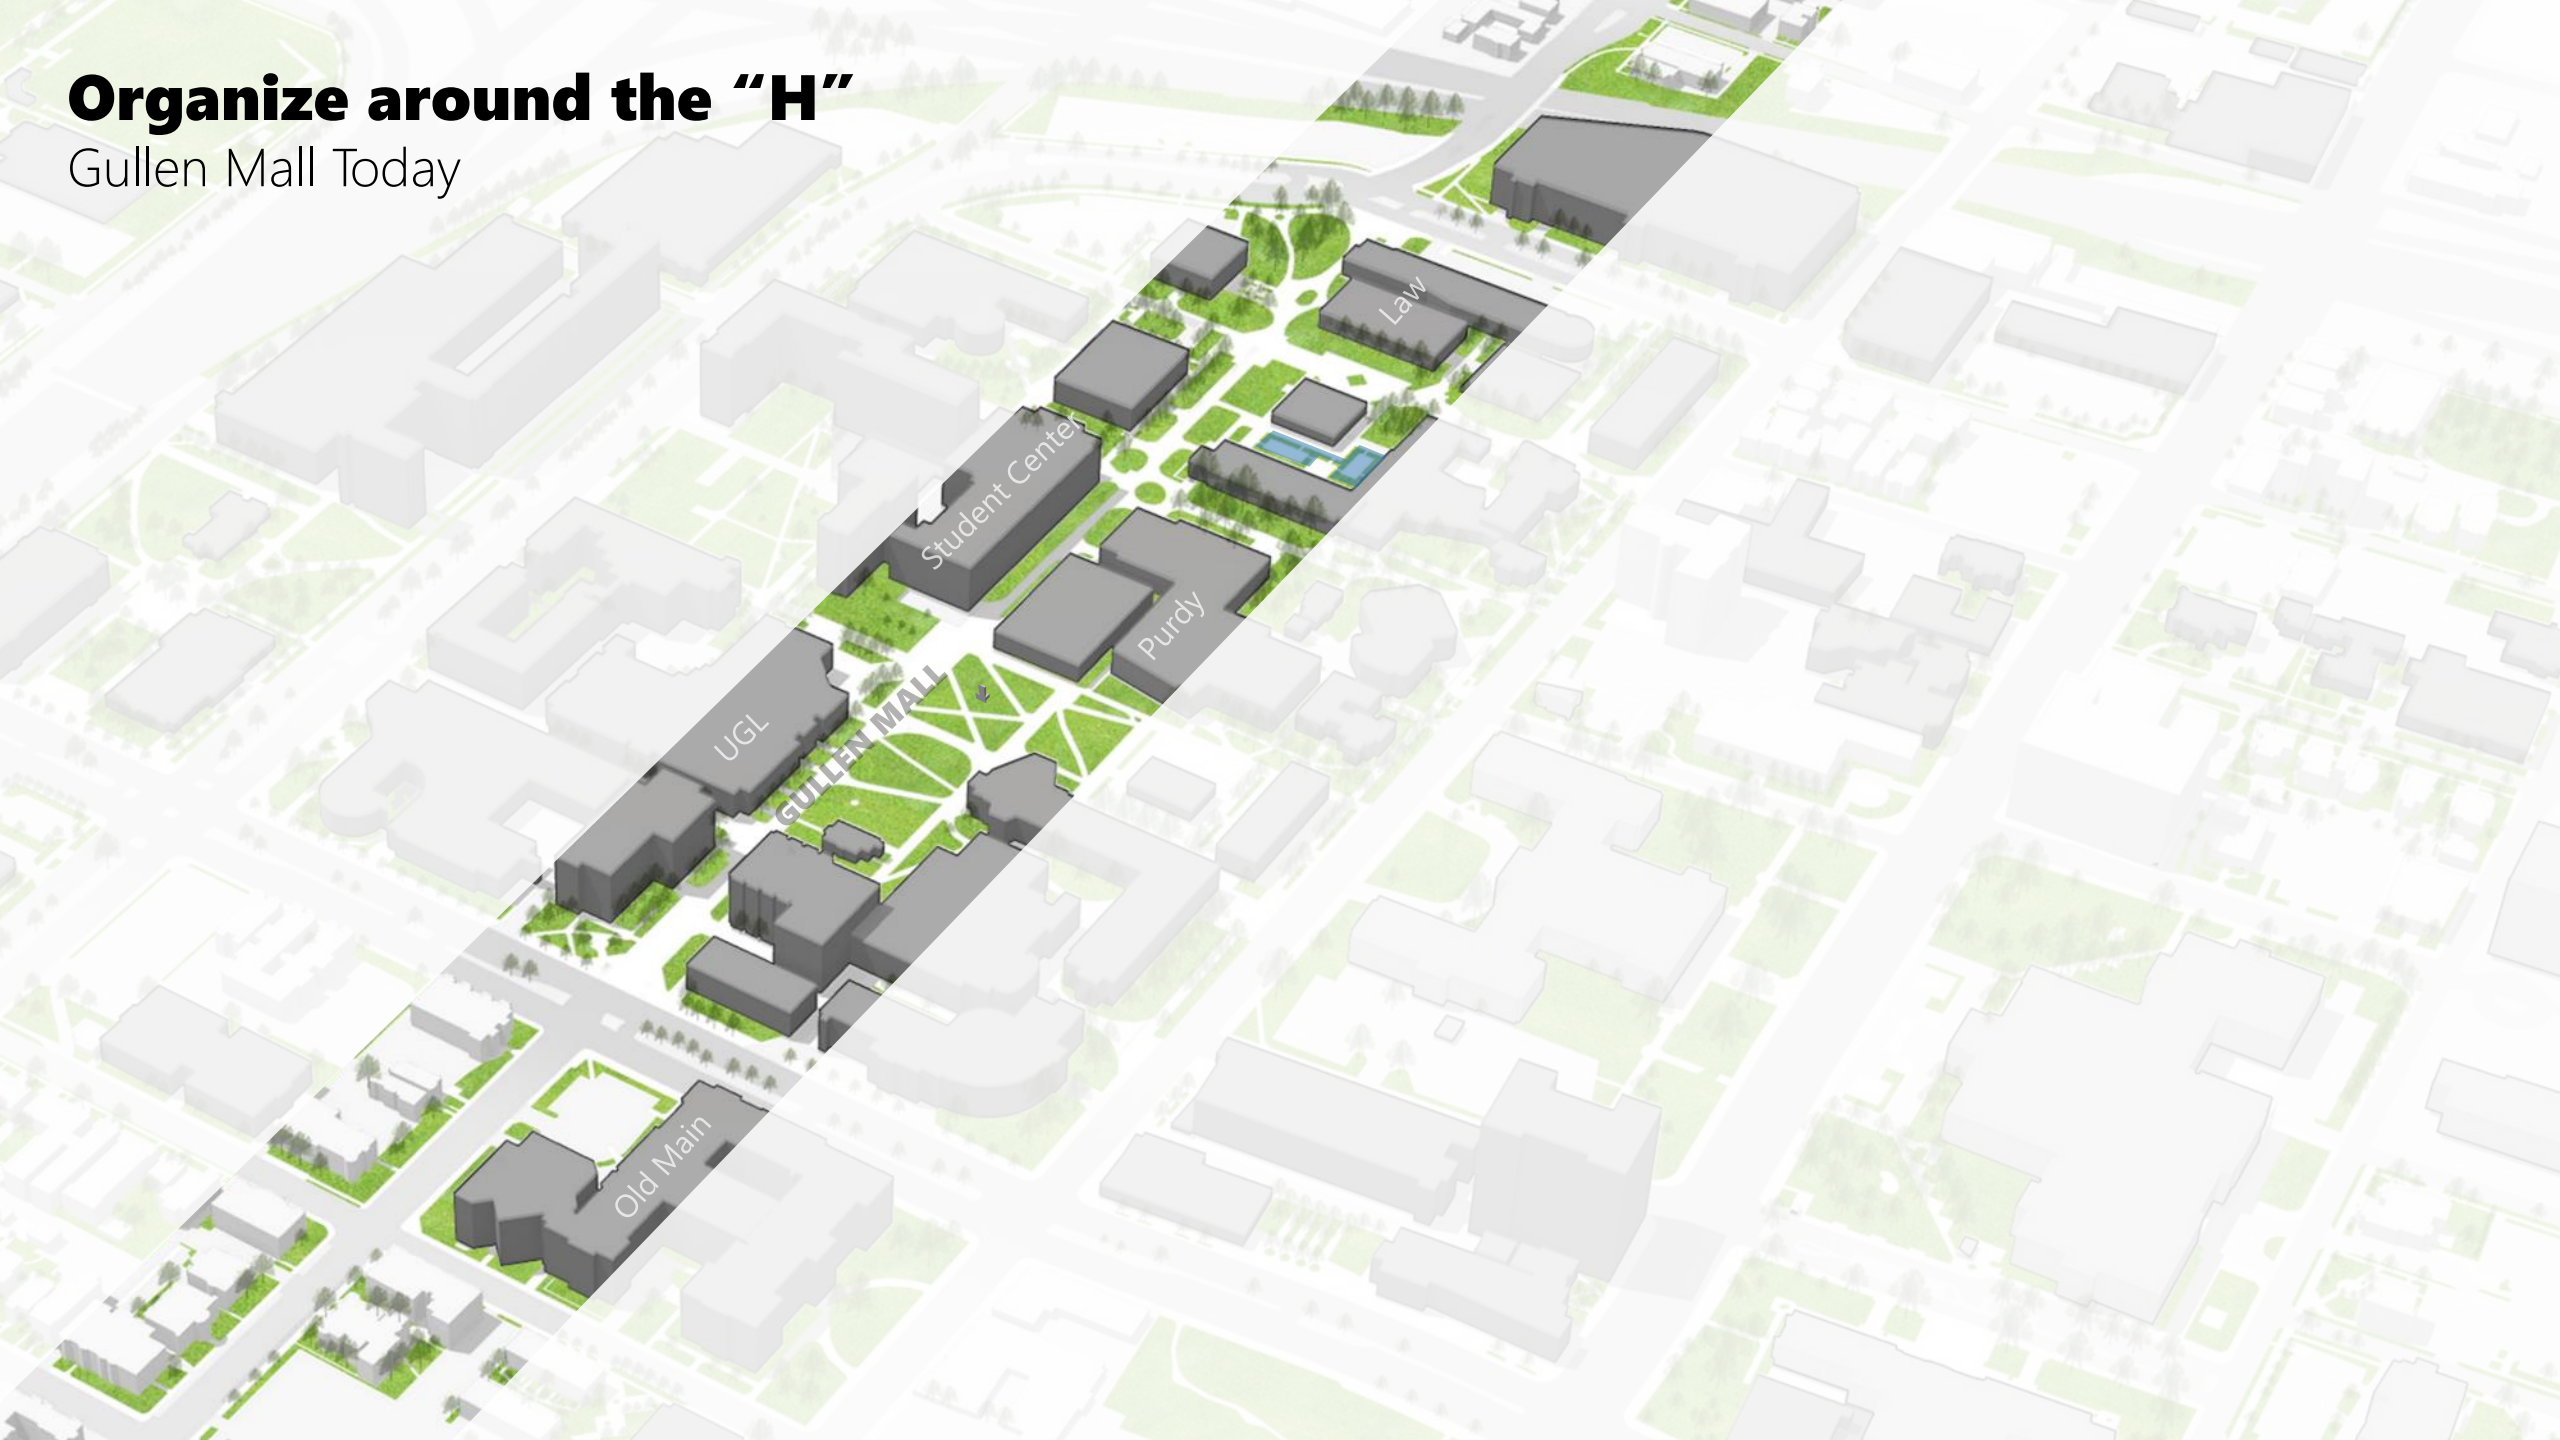 Organize around the “H”
Gullen Mall Today
Law
Student Center
Purdy
GULLEN MALL
UGL
Old Main